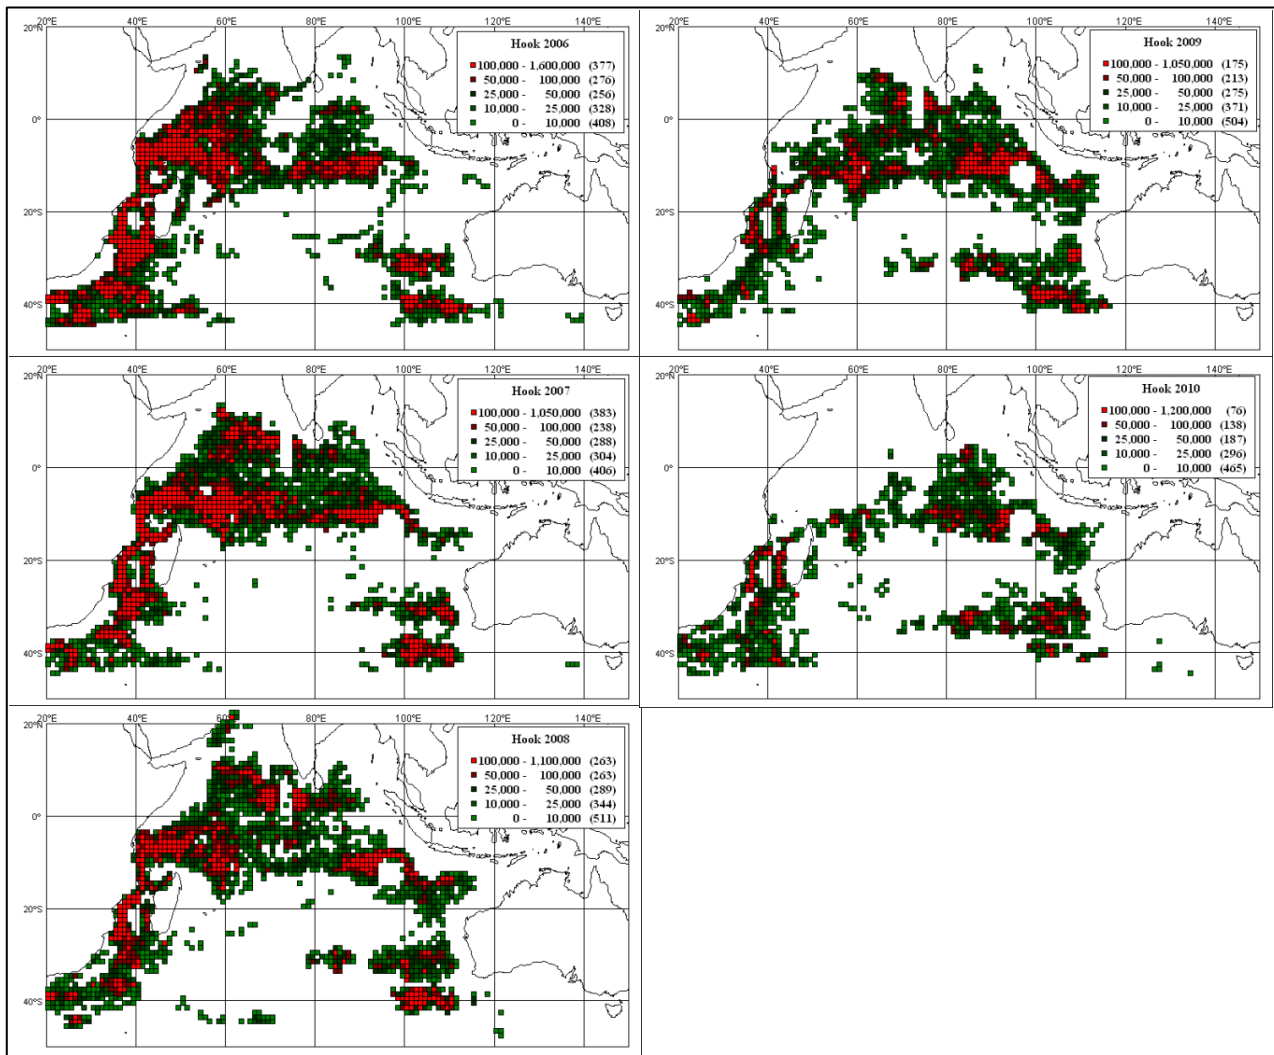 20°E 40°E 60°E 80°E 100°E 120°E 140°E
20°N
0°
20°S
40°S
Hook 2006
100,000 - 1,600,000 (377)
50,000 - 100,000 (276)
25,000 - 50,000 (256)
10,000 - 25,000 (328)
0 - 10,000 (408)
20°E 40°E 60°E 80°E 100°E 120°E 140°E
20°N
0°
20°S
40°S
Hook 2009
100,000 - 1,050,000 (175)
50,000 - 100,000 (213)
25,000 - 50,000 (275)
10,000 - 25,000 (371)
0 - 10,000 (504)
20°E 40°E 60°E 80°E 100°E 120°E 140°E
20°N
0°
20°S
40°S
Hook 2007
100,000 - 1,050,000 (383)
50,000 - 100,000 (238)
25,000 - 50,000 (288)
10,000 - 25,000 (304)
0 - 10,000 (406)
20°E 40°E 60°E 80°E 100°E 120°E 140°E
20°N
0°
20°S
40°S
Hook 2010
100,000 - 1,200,000 (76)
50,000 - 100,000 (138)
25,000 - 50,000 (187)
10,000 - 25,000 (296)
0 - 10,000 (465)
20°E 40°E 60°E 80°E 100°E 120°E 140°E
20°N
0°
20°S
40°S
Hook 2008
100,000 - 1,100,000 (263)
50,000 - 100,000 (263)
25,000 - 50,000 (289)
10,000 - 25,000 (344)
0 - 10,000 (511)